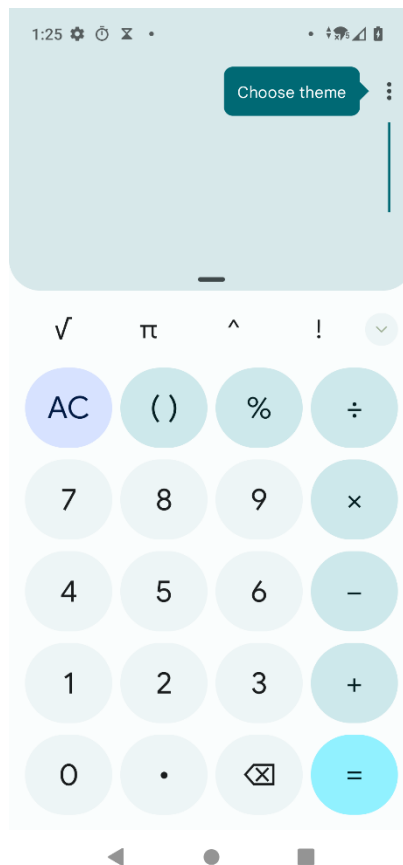 1:25
Choose theme
√ π ^ !
AC ( ) % ÷
7 8 9 ×
4 5 6 −
1 2 3 +
0 . =